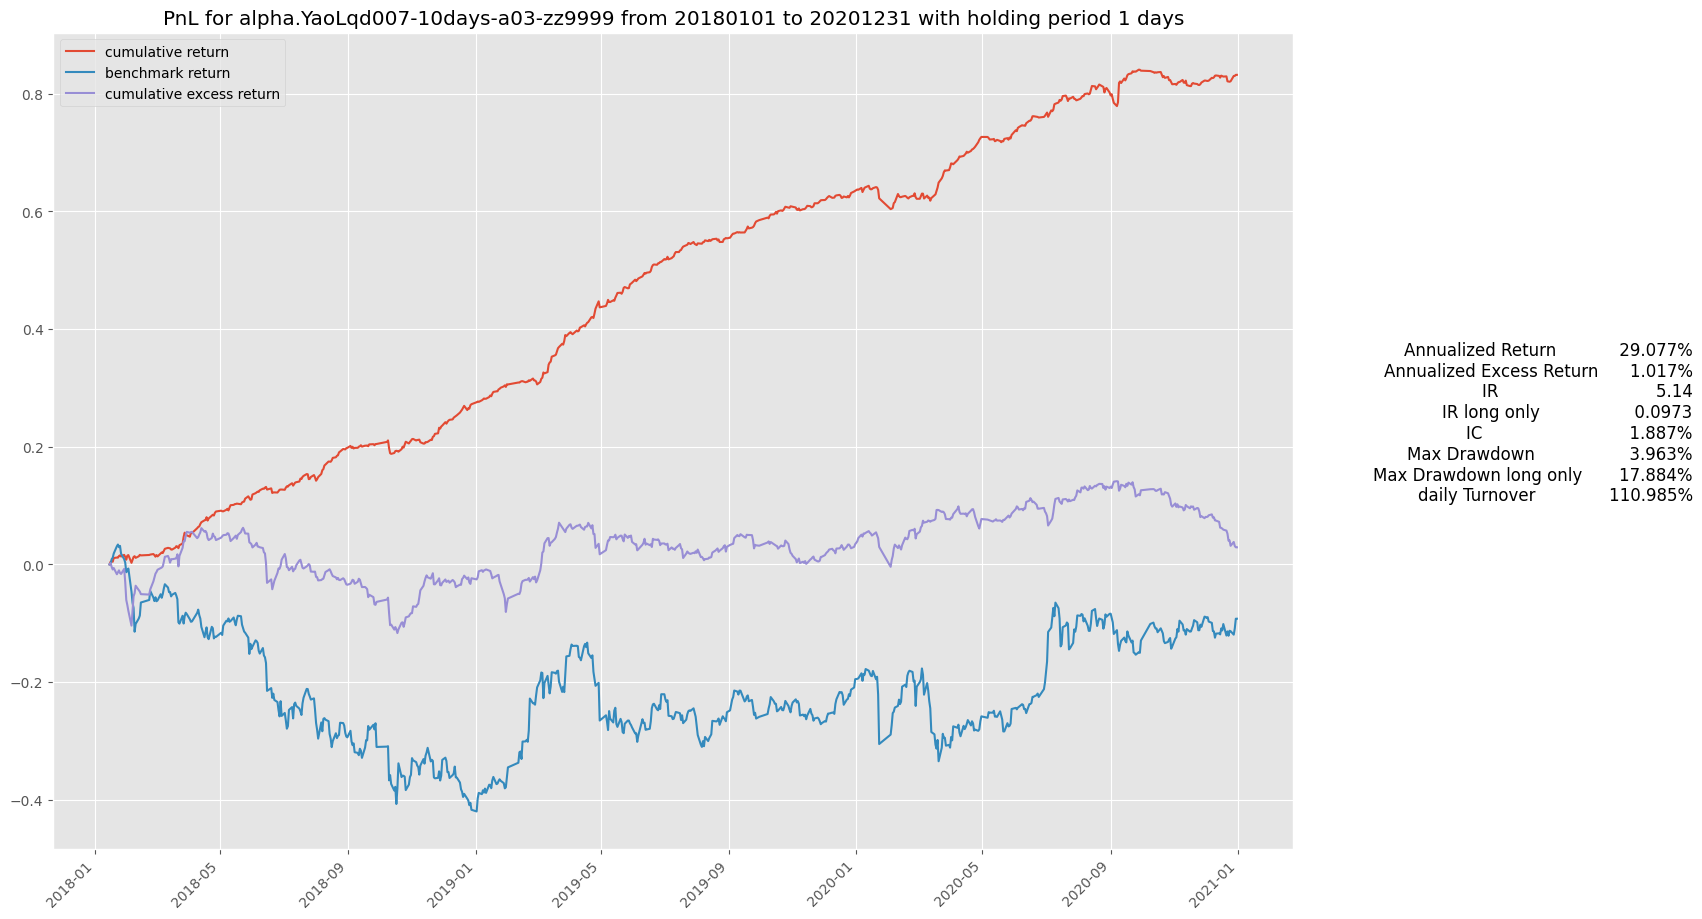 PnL for alpha.YaoLqd007-10days-a03-zz9999 from 20180101 to 20201231 with holding period 1 days
cumulative return
benchmark return
cumulative excess return
0.8
0.6
0.4
0.2
0.0
−0.2
−0.4
2018-01
2018-05
2018-09
2019-01
2019-05
2019-09
2020-01
2020-05
2020-09
2021-01
Annualized Return 29.077%
Annualized Excess Return 1.017%
IR 5.14
IR long only 0.0973
IC 1.887%
Max Drawdown 3.963%
Max Drawdown long only 17.884%
daily Turnover 110.985%